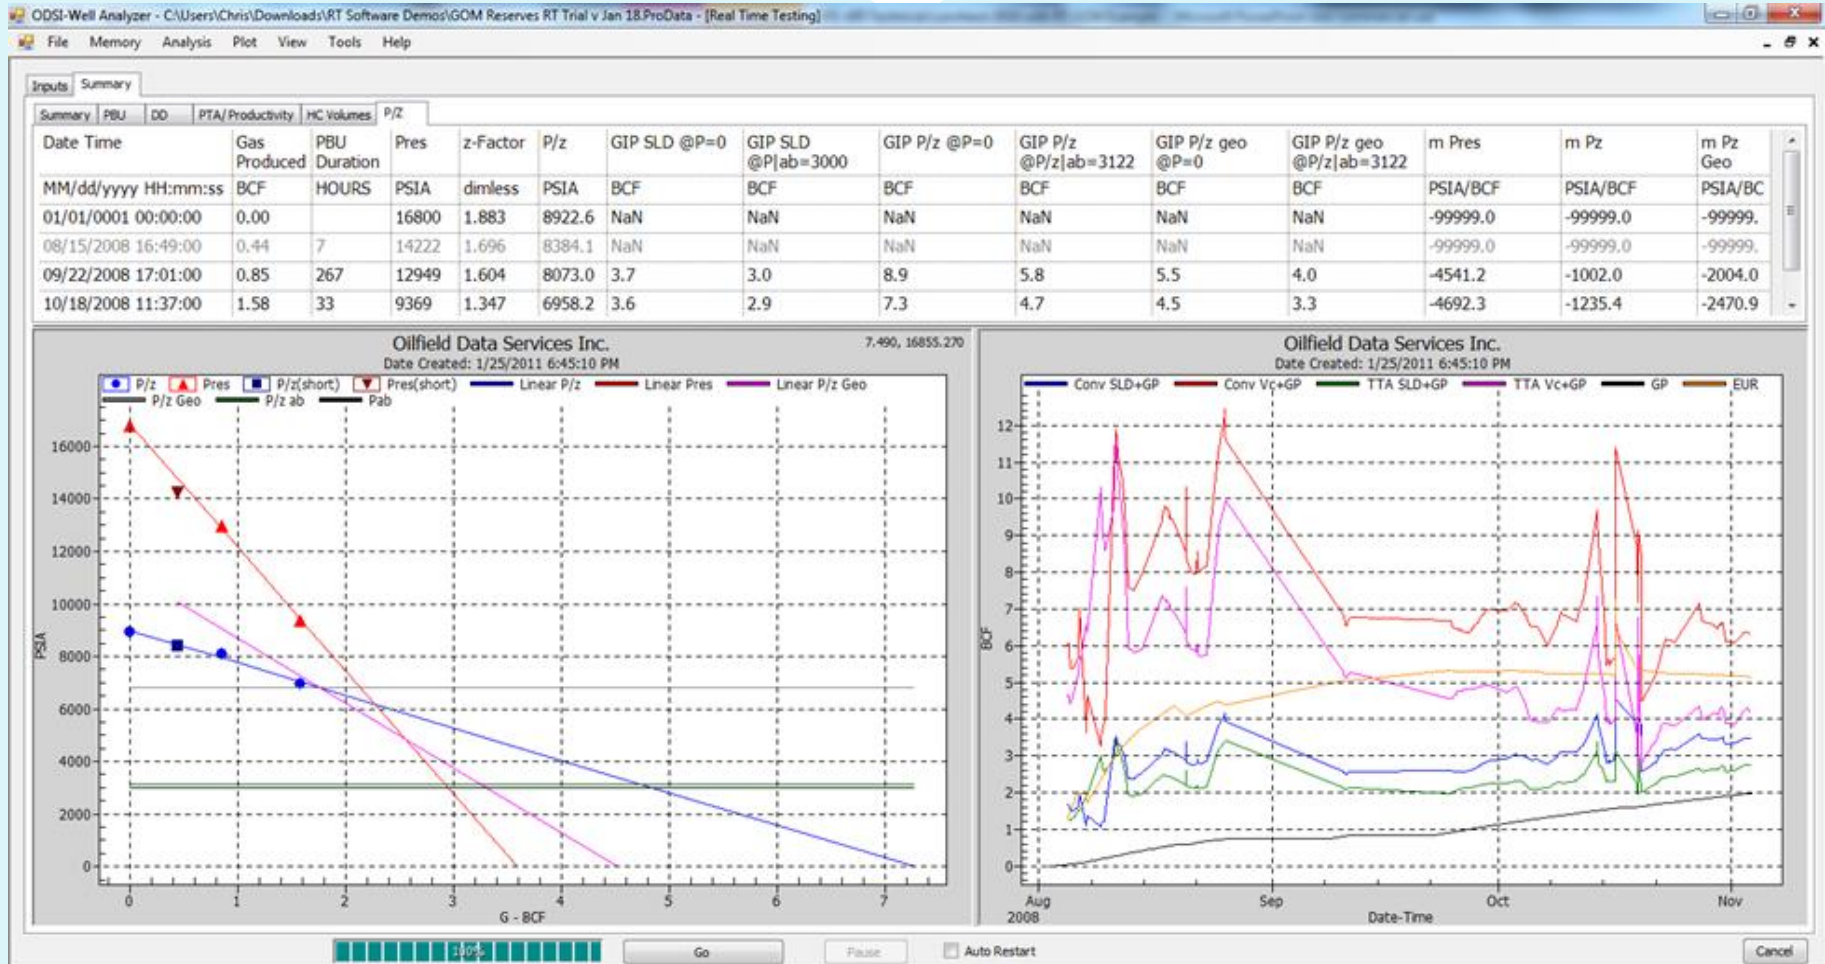 ODSI-Well Analyzer - C:\Users\Chris\Downloads\RT Software Demos\GOM Reserves RT Trial v Jan 18.ProData - [Real Time Testing]
File Memory Analysis Plot View Tools Help
Inputs Summary
Summary PBU DD PTA/Productivity HC Volumes P/Z
Date Time Gas Produced PBU Duration Pres z-Factor P/z GIP SLD @P=0 GIP SLD @P|ab=3000 GIP P/z @P=0 GIP P/z @P/z|ab=3122 GIP P/z geo @P=0 GIP P/z geo @P/z|ab=3122 m Pres m Pz m Pz Geo
MM/dd/yyyy HH:mm:ss BCF HOURS PSIA dimless PSIA BCF BCF BCF BCF BCF BCF PSIA/BCF PSIA/BCF PSIA/BC
01/01/0001 00:00:00 0.00 16800 1.883 8922.6 NaN NaN NaN NaN NaN NaN -99999.0 -99999.0 -99999.
08/15/2008 16:49:00 0.44 7 14222 1.696 8384.1 NaN NaN NaN NaN NaN NaN -99999.0 -99999.0 -99999.
09/22/2008 17:01:00 0.85 267 12949 1.604 8073.0 3.7 3.0 8.9 5.8 5.5 4.0 -4541.2 -1002.0 -2004.0
10/18/2008 11:37:00 1.58 33 9369 1.347 6958.2 3.6 2.9 7.3 4.7 4.5 3.3 -4692.3 -1235.4 -2470.9
Oilfield Data Services Inc.
7.490, 16855.270
Date Created: 1/25/2011 6:45:10 PM
P/z Pres P/z(short) Pres(short) Linear P/z Linear Pres Linear P/z Geo
P/z Geo P/z ab Pab
16000
14000
12000
10000
8000
6000
4000
2000
0
PSIA
0 1 2 3 4 5 6 7
G - BCF
Oilfield Data Services Inc.
Date Created: 1/25/2011 6:45:10 PM
Conv SLD+GP Conv Vc+GP TTA SLD+GP TTA Vc+GP GP EUR
12
11
10
9
8
7
6
5
4
3
2
1
0
BCF
Aug Sep Oct Nov
2008
Date-Time
100%
Go
Pause
Auto Restart
Cancel